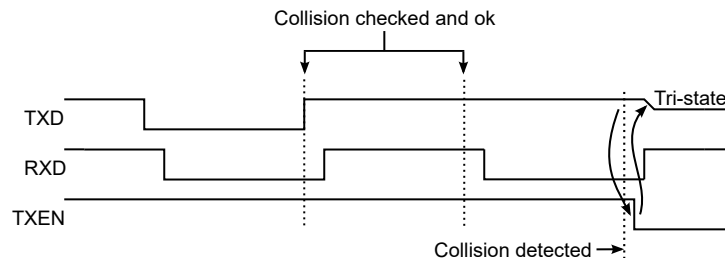 Collision checked and ok
Tri-state
TXD
RXD
TXEN
Collision detected